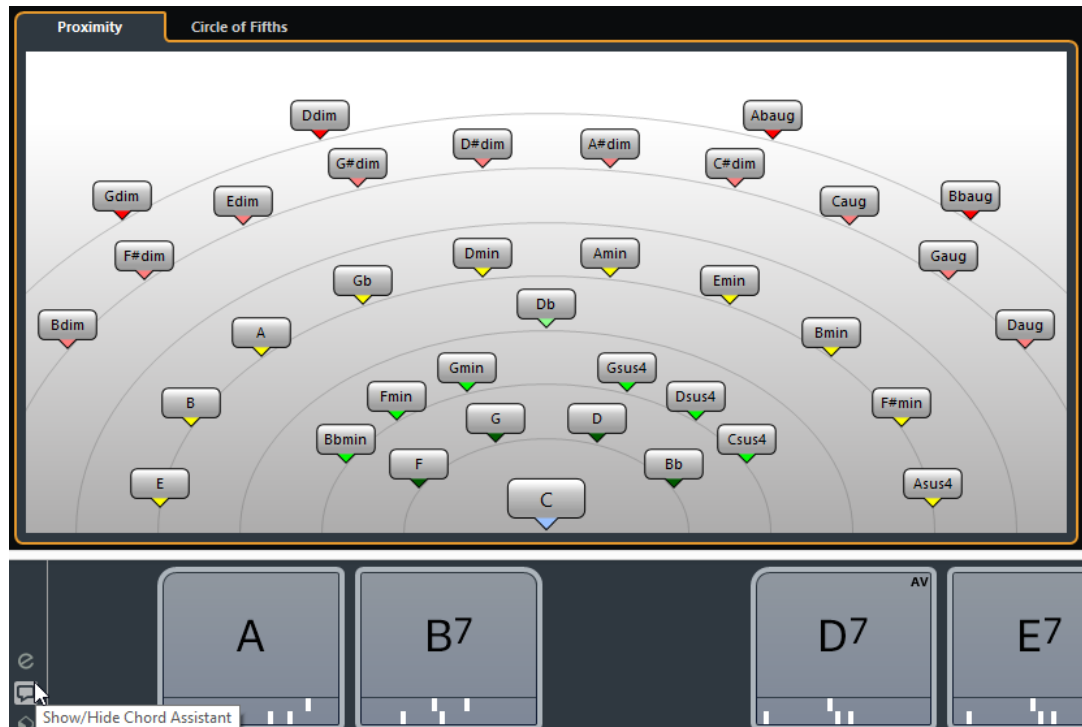 Proximity Circle of Fifths
Ddim Abaug
D#dim A#dim
G#dim C#dim
Gdim Edim Caug Bbaug
F#dim Dmin Amin Gaug
Gb Emin
Db
Bdim A Bmin Daug
Gmin Gsus4
Fmin Dsus4
B F#min
G D
Bbmin Csus4
F Bb
E Asus4
C
AV
A B7 D7 E7
Show/Hide Chord Assistant